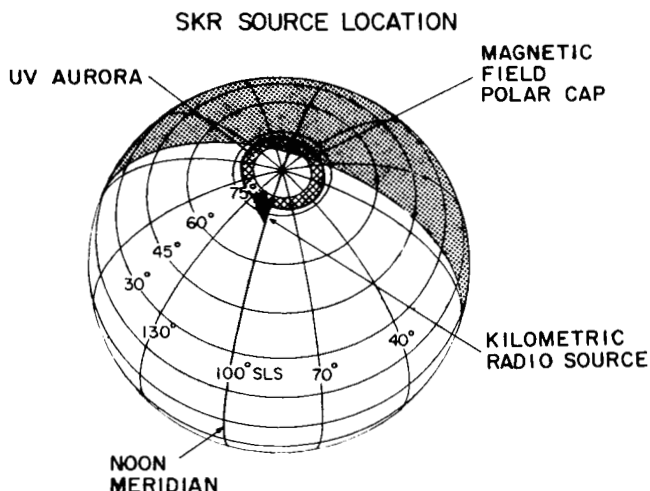 SKR SOURCE LOCATION
UV AURORA
MAGNETIC
FIELD
POLAR CAP
75°
60°
45°
30°
130°
100° SLS
70°
40°
KILOMETRIC
RADIO SOURCE
NOON
MERIDIAN